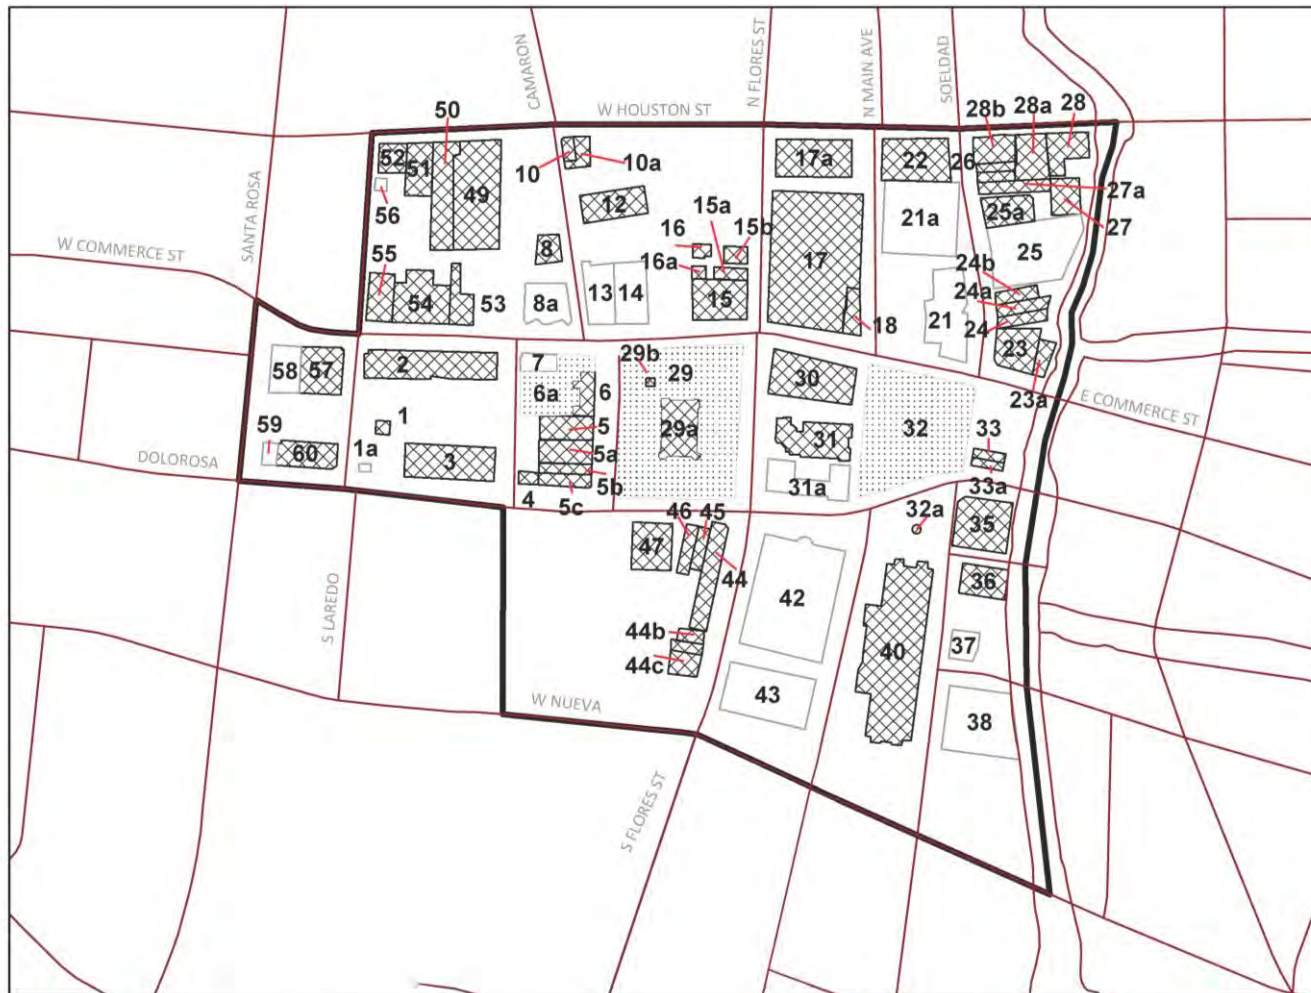 CAMARON
N FLORES ST
N MAIN AVE
SOELDAD
W HOUSTON ST
50
28b
28a
28
52
51
10
10a
17a
22
26
27a
56
49
12
25a
27
SANTA ROSA
W COMMERCE ST
8
16
15a
15b
17
21a
25
24b
55
54
53
8a
13
14
16a
15
18
21
24a
24
23
58
57
2
7
6a
6
29b
29
30
23a
E COMMERCE ST
1
5
29a
31
32
33
59
60
DOLOROSA
1a
3
5a
5b
4
5c
31a
33a
46
45
32a
35
47
44
42
36
S LAREDO
44b
44c
40
37
43
38
W NUEVA
S FLORES ST